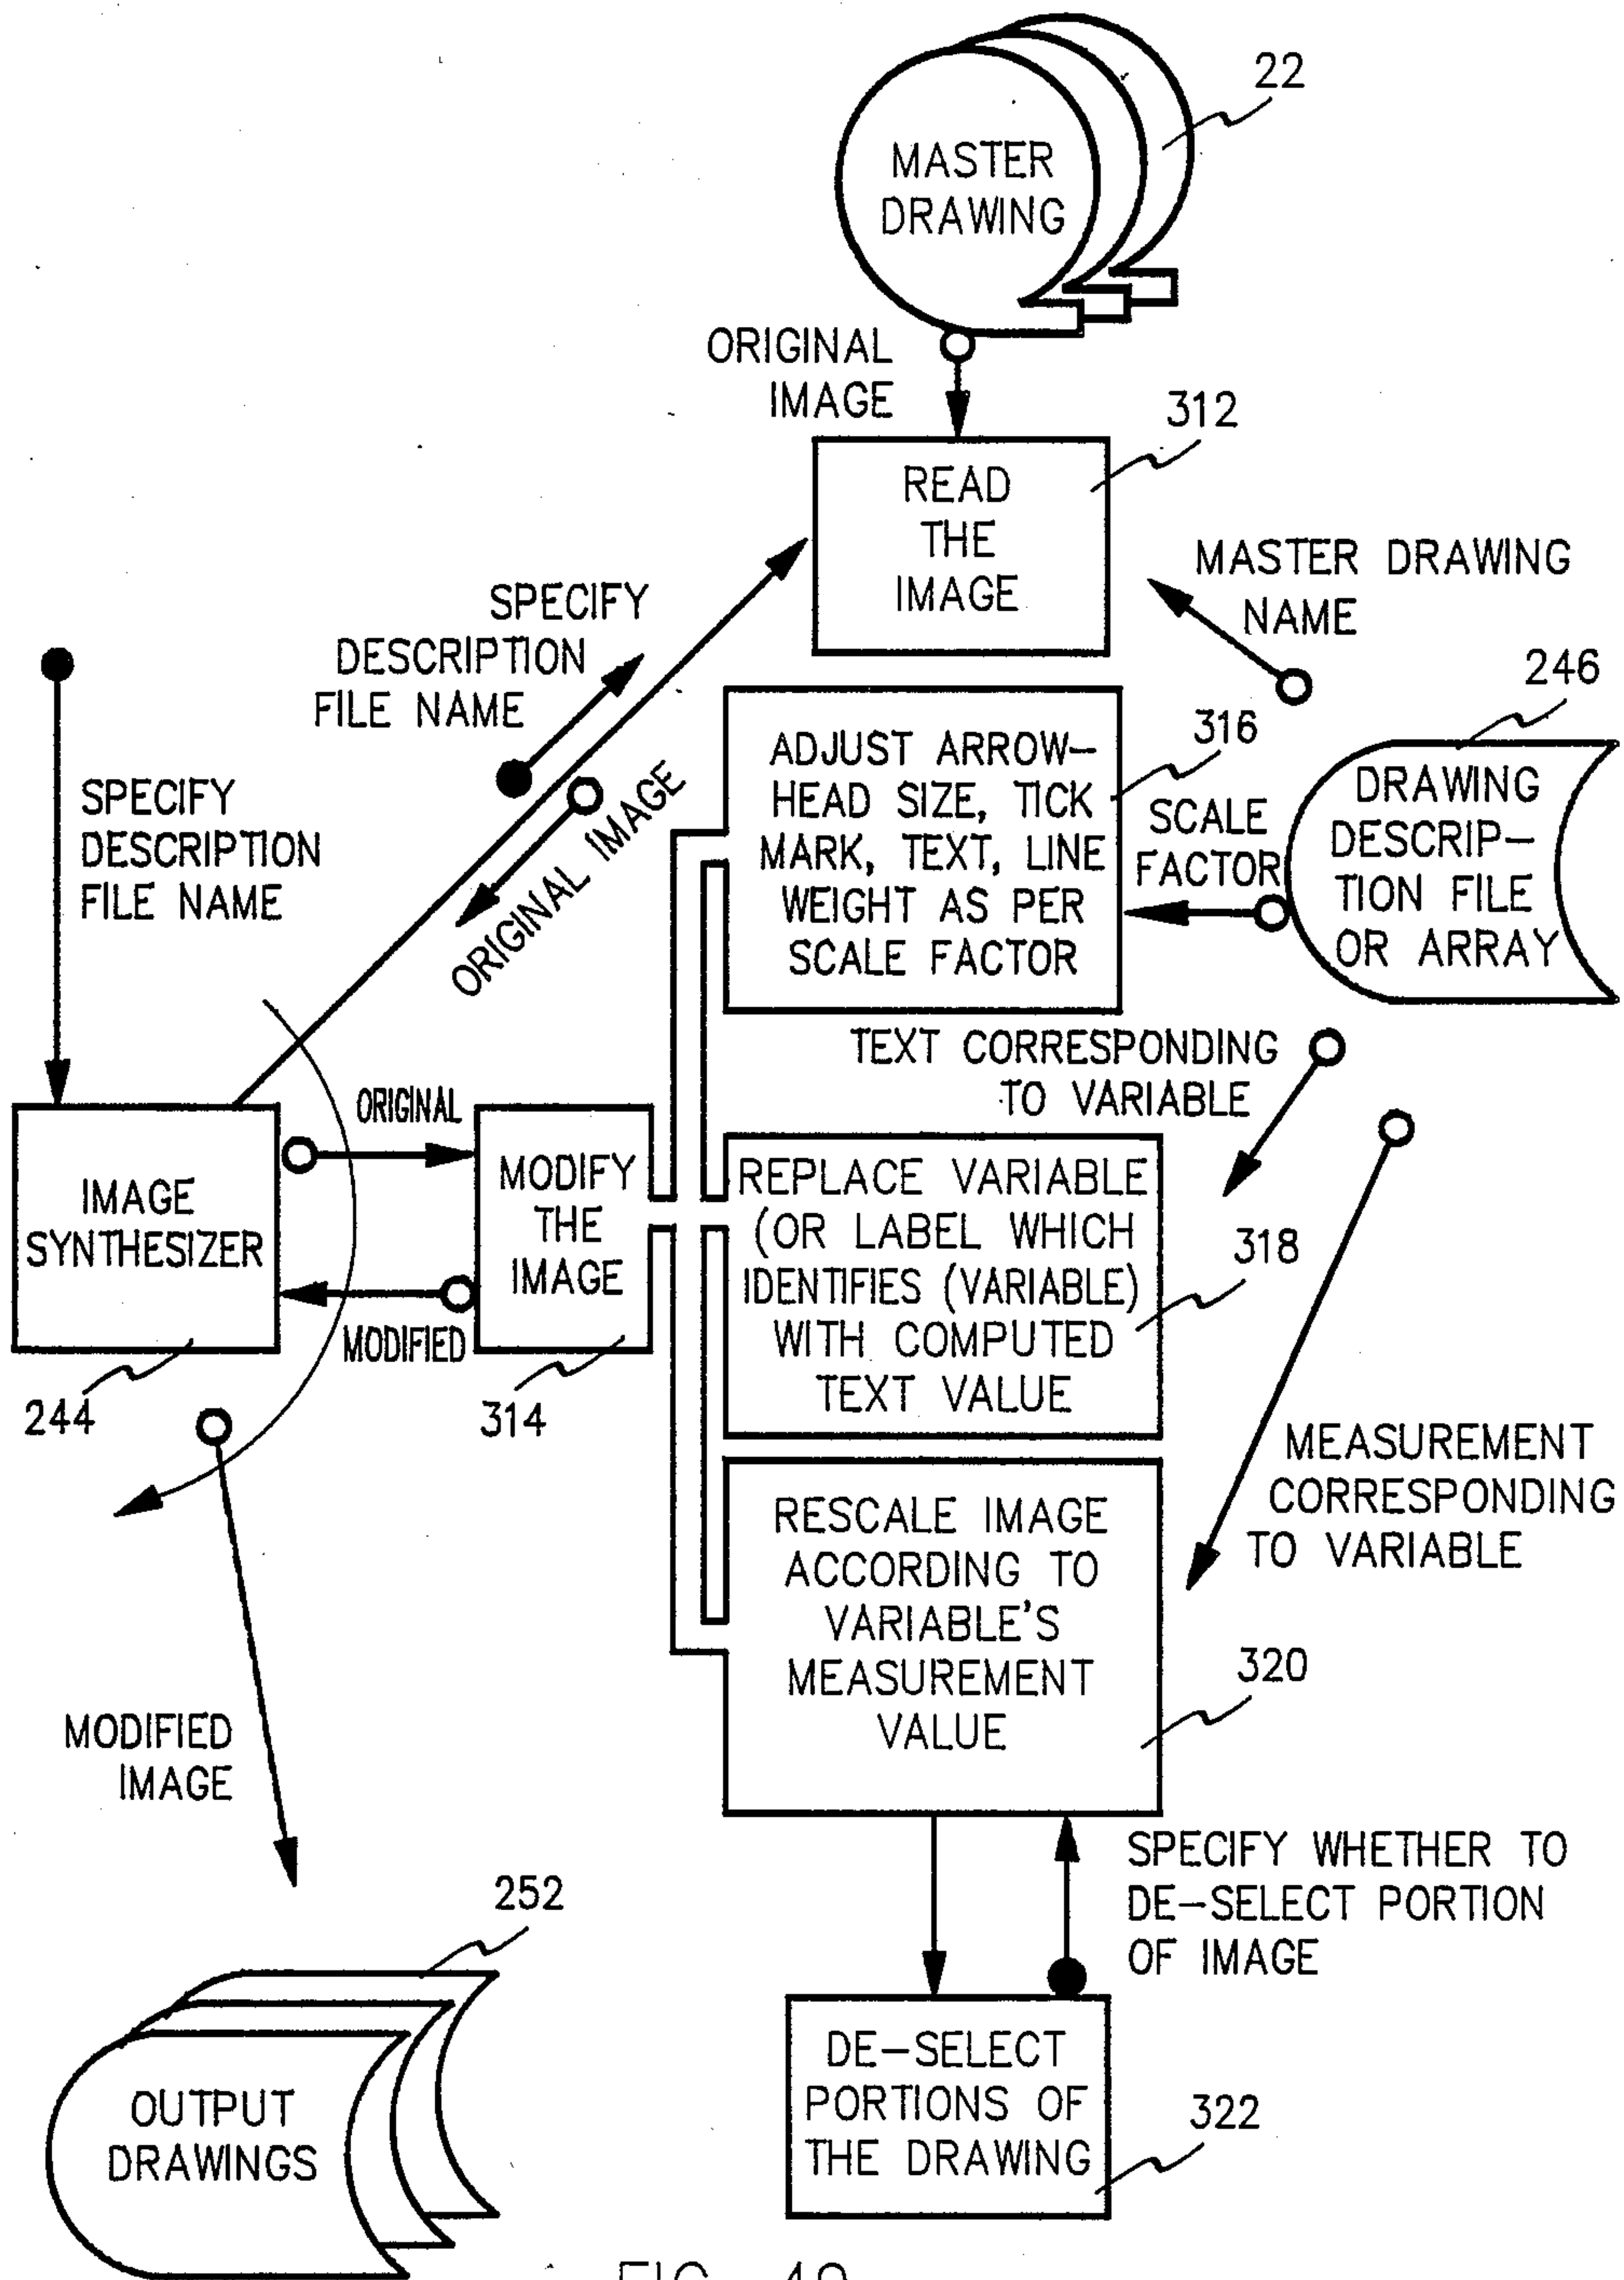 22
MASTER
DRAWING
ORIGINAL
IMAGE
312
READ
THE
IMAGE
MASTER DRAWING
NAME
SPECIFY
DESCRIPTION
FILE NAME
ORIGINAL IMAGE
SPECIFY
DESCRIPTION
FILE NAME
246
DRAWING
DESCRIP-
TION FILE
OR ARRAY
316
ADJUST ARROW-
HEAD SIZE, TICK
MARK, TEXT, LINE
WEIGHT AS PER
SCALE FACTOR
SCALE
FACTOR
TEXT CORRESPONDING
TO VARIABLE
ORIGINAL
IMAGE
SYNTHESIZER
244
MODIFY
THE
IMAGE
MODIFIED
314
REPLACE VARIABLE
(OR LABEL WHICH
IDENTIFIES (VARIABLE)
WITH COMPUTED
TEXT VALUE
318
MEASUREMENT
CORRESPONDING
TO VARIABLE
RESCALE IMAGE
ACCORDING TO
VARIABLE'S
MEASUREMENT
VALUE
320
MODIFIED
IMAGE
SPECIFY WHETHER TO
DE-SELECT PORTION
OF IMAGE
252
OUTPUT
DRAWINGS
DE-SELECT
PORTIONS OF
THE DRAWING
322